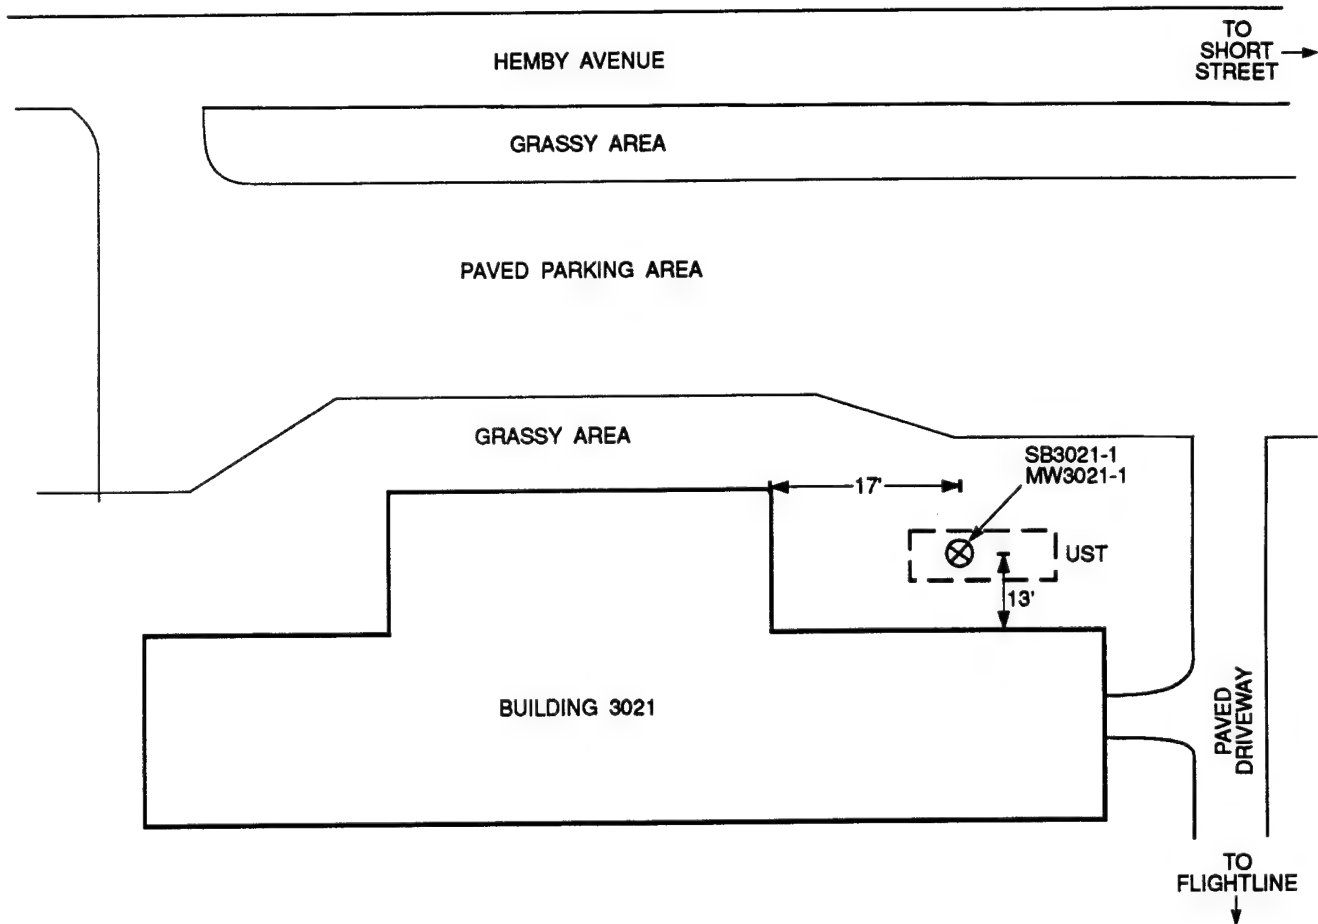 HEMBY AVENUE
TO
SHORT
STREET
GRASSY AREA
PAVED PARKING AREA
GRASSY AREA
SB3021-1
MW3021-1
17'
UST
13'
BUILDING 3021
PAVED
DRIVEWAY
TO
FLIGHTLINE